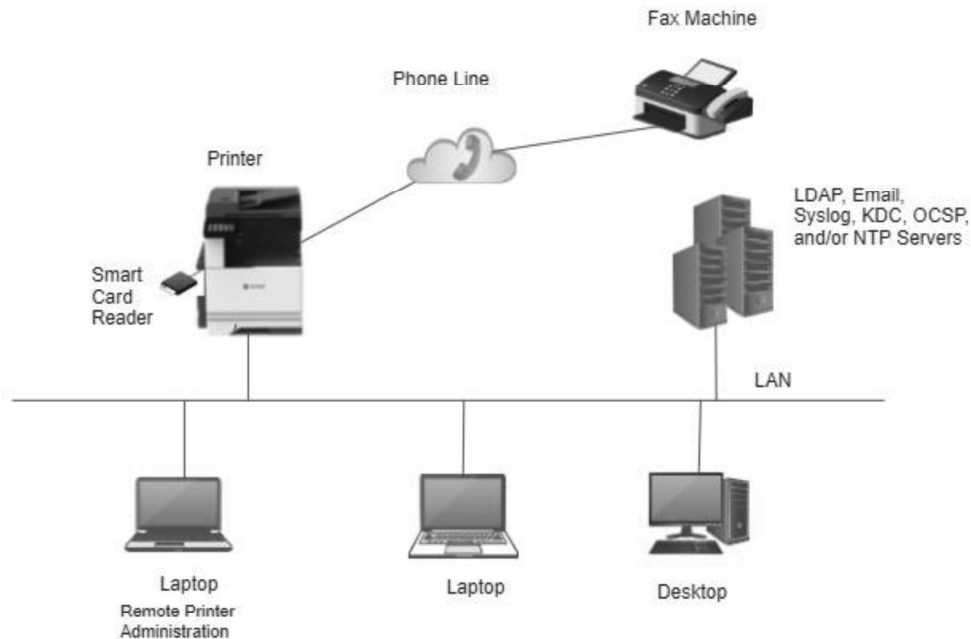 Fax Machine
Phone Line
Printer
LDAP, Email,
Syslog, KDC, OCSP,
and/or NTP Servers
Smart
Card
Reader
LAN
Laptop
Remote Printer
Administration
Laptop
Desktop